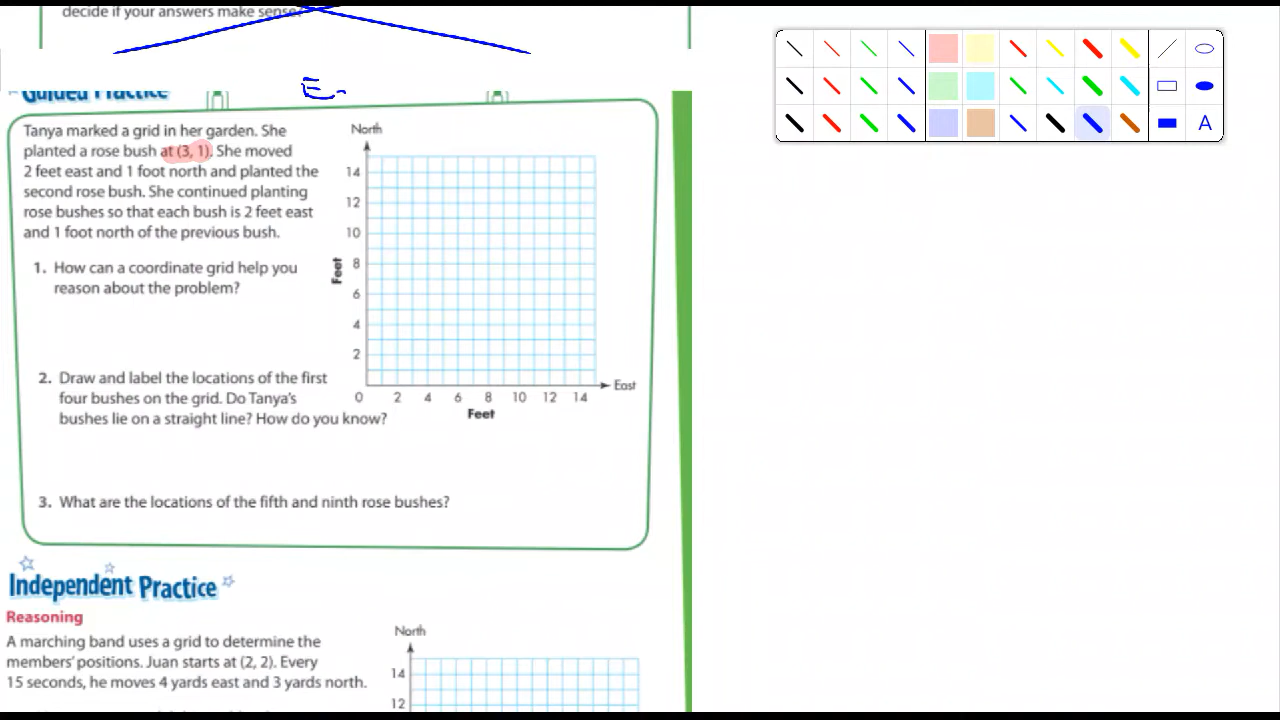 decide if your answers make sense?
E.
Guided Practice
Tanya marked a grid in her garden. She
planted a rose bush at (3, 1). She moved
2 feet east and 1 foot north and planted the
second rose bush. She continued planting
rose bushes so that each bush is 2 feet east
and 1 foot north of the previous bush.
1. How can a coordinate grid help you
reason about the problem?
2. Draw and label the locations of the first
four bushes on the grid. Do Tanya's
bushes lie on a straight line? How do you know?
North
14
12
10
8
6
4
2
Feet
0 2 4 6 8 10 12 14
East
Feet
3. What are the locations of the fifth and ninth rose bushes?
Independent Practice
Reasoning
A marching band uses a grid to determine the
members' positions. Juan starts at (2, 2). Every
15 seconds, he moves 4 yards east and 3 yards north.
North
14
12
A